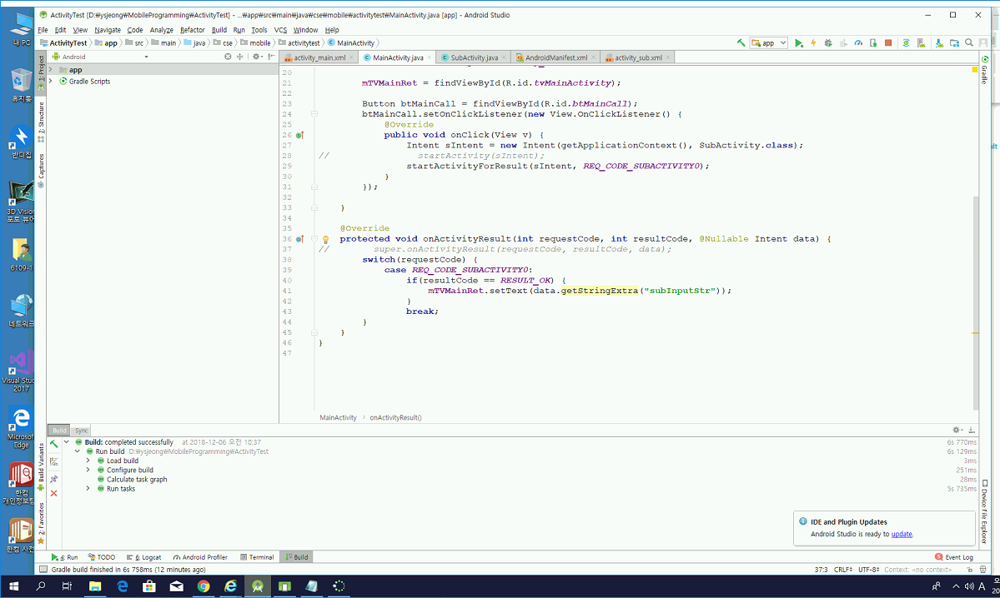 ActivityTest [D:₩ysjeong₩MobileProgramming₩ActivityTest] - ...₩app₩src₩main₩java₩cse₩mobile₩activitytest₩MainActivity.java [app] - Android Studio
File Edit View Navigate Code Analyze Refactor Build Run Tools VCS Window Help
ActivityTest app src main java cse mobile activitytest MainActivity
app
Android
activity_main.xml MainActivity.java SubActivity.java AndroidManifest.xml activity_sub.xml
app
Gradle Scripts
1: Project
7: Structure
Captures
Build Variants
2: Favorites
Gradle
Device File Explorer
내 PC
휴지통
반디집
3D Vision
포토 뷰어
6109-1
네트워크
Visual Studio
2017
Microsoft
Edge
한컴
한컴 사전
20
21 mTVMainRet = findViewById(R.id.tvMainActivity);
22
23 Button btMainCall = findViewById(R.id.btMainCall);
24 btMainCall.setOnClickListener(new View.OnClickListener() {
25 @Override
26 public void onClick(View v) {
27 Intent sIntent = new Intent(getApplicationContext(), SubActivity.class);
28 // startActivity(sIntent);
29 startActivityForResult(sIntent, REQ_CODE_SUBACTIVITY0);
30 }
31 });
32
33 }
34
35 @Override
36 protected void onActivityResult(int requestCode, int resultCode, @Nullable Intent data) {
37 // super.onActivityResult(requestCode, resultCode, data);
38 switch(requestCode) {
39 case REQ_CODE_SUBACTIVITY0:
40 if(resultCode == RESULT_OK) {
41 mTVMainRet.setText(data.getStringExtra("subInputStr"));
42 }
43 break;
44 }
45 }
46 }
47
MainActivity onActivityResult()
Build Sync
Build: completed successfully at 2018-12-06 오전 10:37 6s 770ms
Run build D:₩ysjeong₩MobileProgramming₩ActivityTest 6s 129ms
Load build 3ms
Configure build 251ms
Calculate task graph 28ms
Run tasks 5s 735ms
IDE and Plugin Updates
Android Studio is ready to update.
4: Run TODO 6: Logcat Android Profiler Terminal Build Event Log
Gradle build finished in 6s 758ms (12 minutes ago) 37:3 CRLF UTF-8 Context: <no context>
A